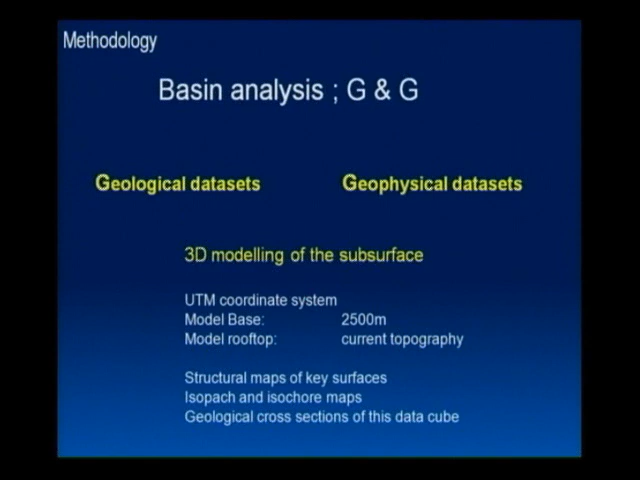 Methodology
Basin analysis ; G & G
Geological datasets
Geophysical datasets
3D modelling of the subsurface
UTM coordinate system
Model Base: 2500m
Model rooftop: current topography
Structural maps of key surfaces
Isopach and isochore maps
Geological cross sections of this data cube